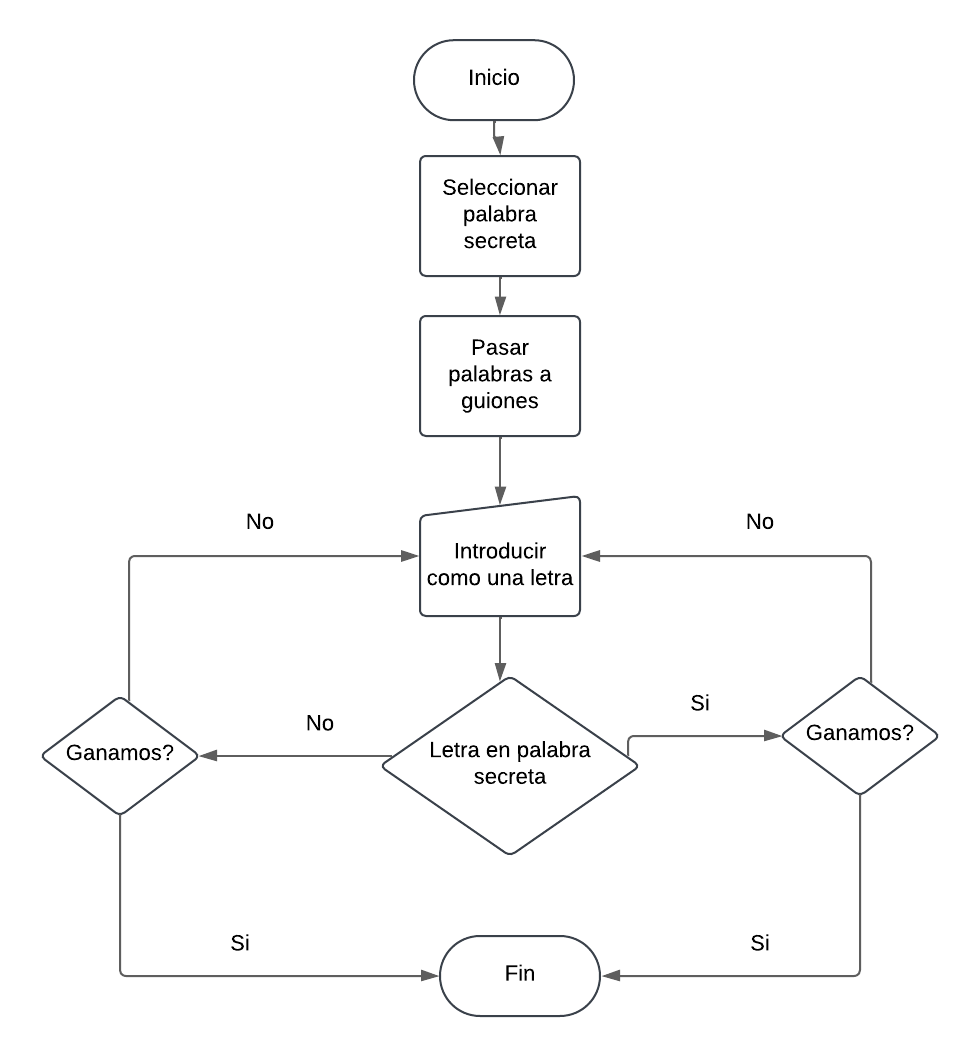 Inicio
Seleccionar
palabra
secreta
Pasar
palabras a
guiones
No
No
Introducir
como una letra
Si
No
Ganamos?
Letra en palabra
secreta
Ganamos?
Si
Si
Fin